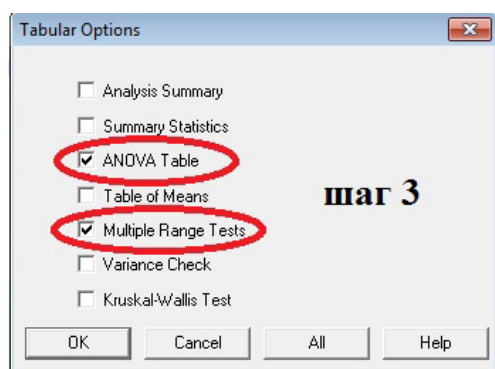 Tabular Options
Analysis Summary
Summary Statistics
ANOVA Table
Table of Means
шаг 3
Multiple Range Tests
Variance Check
Kruskal-Wallis Test
OK Cancel All Help